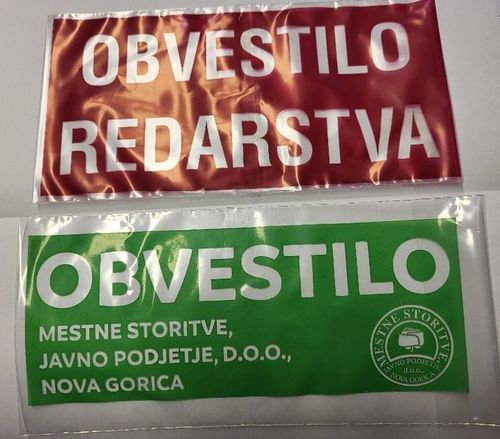 OBVESTILO
REDARSTVA
OBVESTILO
MESTNE STORITVE,
JAVNO PODJETJE, D.O.O.,
NOVA GORICA
MESTNE STORITVE
JAVNO PODJETJE
d.o.o.
NOVA GORICA